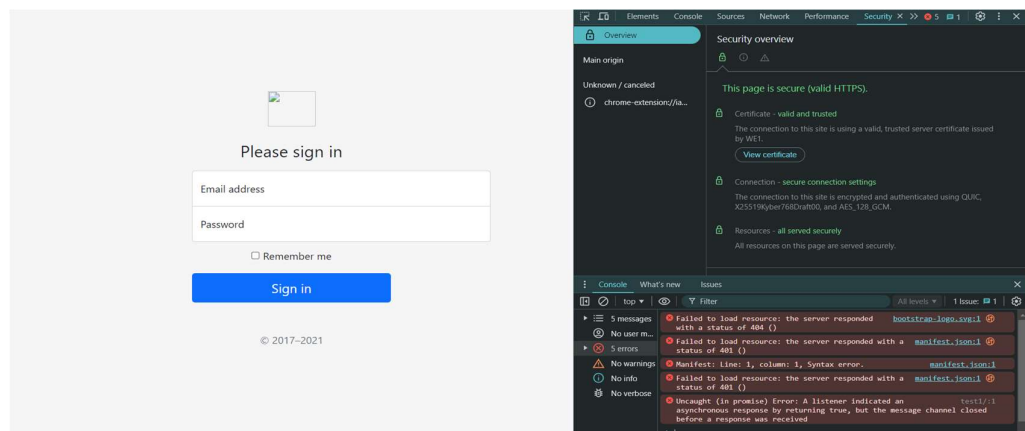 Please sign in
Email address
Password
Remember me
Sign in
© 2017–2021
Elements Console Sources Network Performance Security × >> 5 1
Overview
Main origin
Unknown / canceled
chrome-extension://ia...
Security overview
This page is secure (valid HTTPS).
Certificate - valid and trusted
The connection to this site is using a valid, trusted server certificate issued
by WE1.
View certificate
Connection - secure connection settings
The connection to this site is encrypted and authenticated using QUIC,
X25519Kyber768Draft00, and AES_128_GCM.
Resources - all served securely
All resources on this page are served securely.
Console What's new Issues
top Filter All levels 1 Issue: 1
5 messages
No user m...
5 errors
No warnings
No info
No verbose
Failed to load resource: the server responded bootstrap-logo.svg:1
with a status of 404 ()
Failed to load resource: the server responded with a manifest.json:1
status of 401 ()
Manifest: Line: 1, column: 1, Syntax error. manifest.json:1
Failed to load resource: the server responded with a manifest.json:1
status of 401 ()
Uncaught (in promise) Error: A listener indicated an test1/:1
asynchronous response by returning true, but the message channel closed
before a response was received